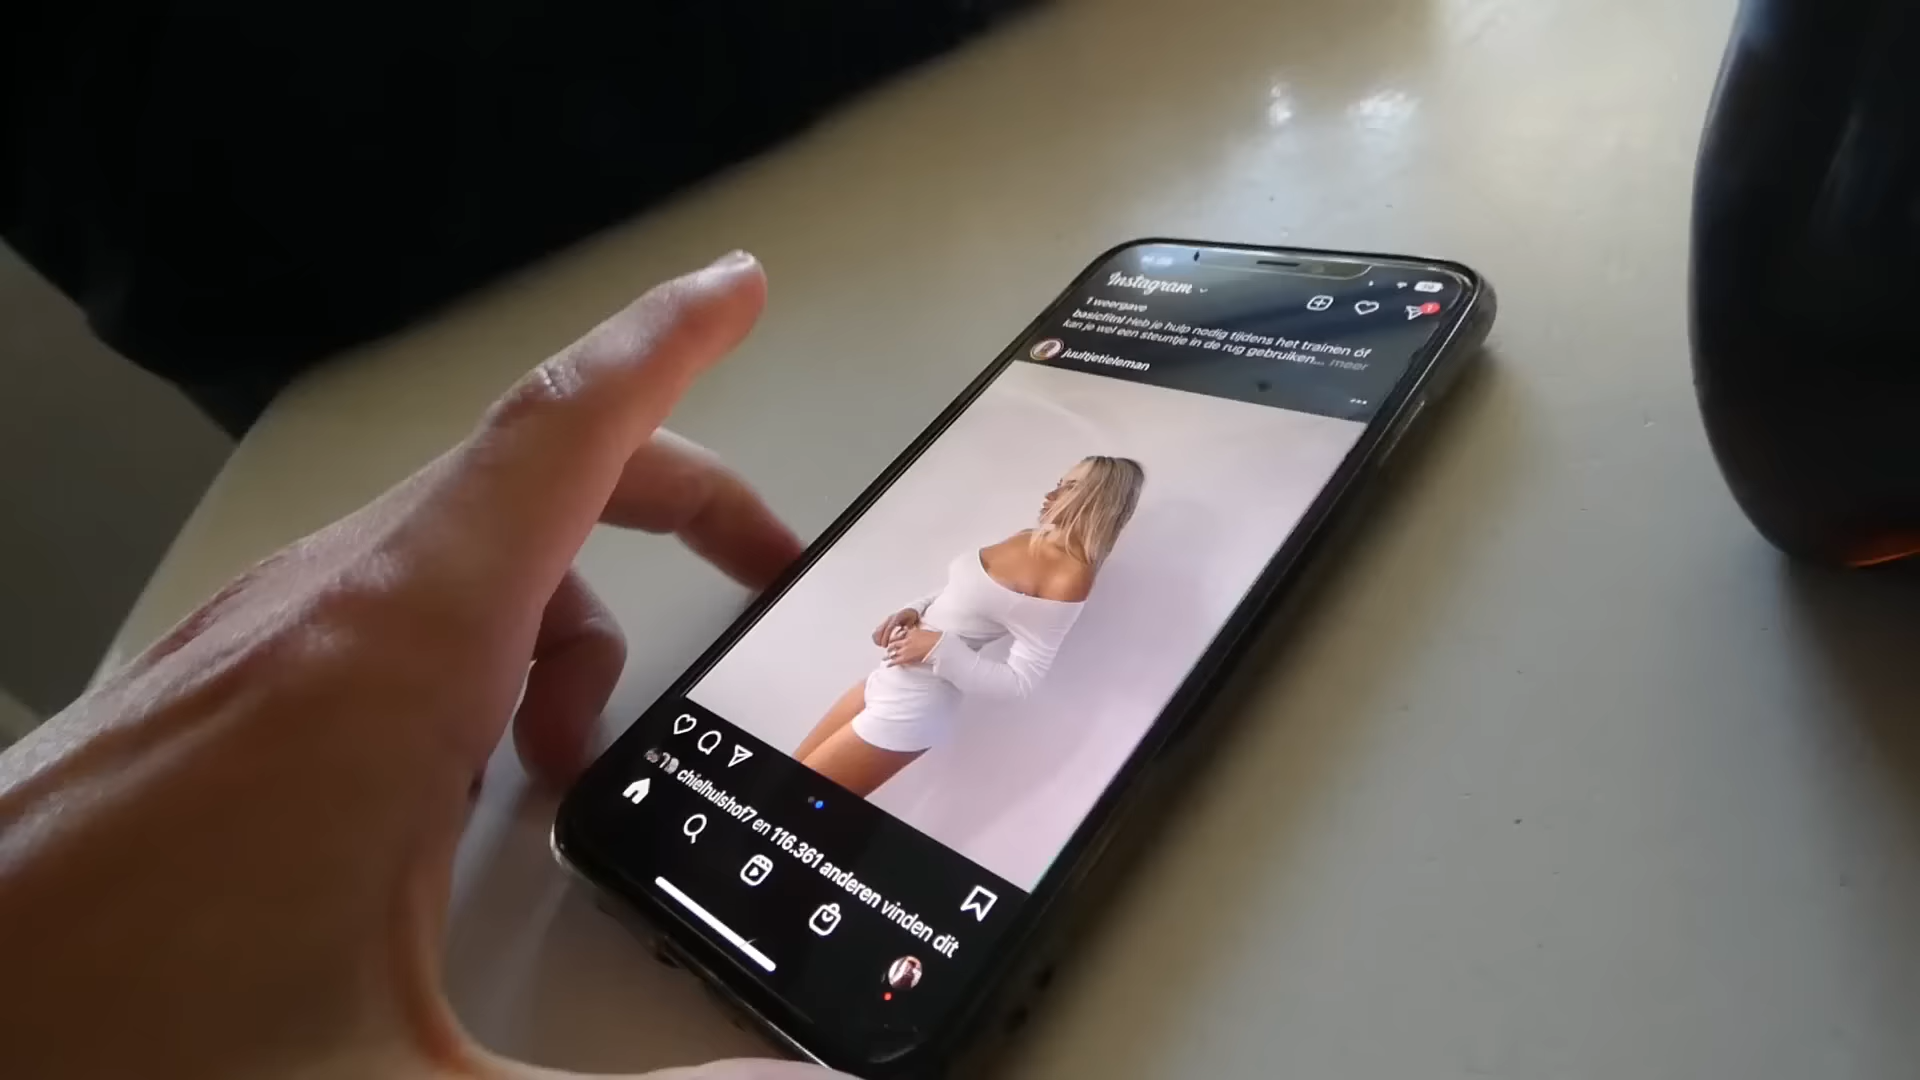 Instagram
1 weergave
basicfitnl Heb je hulp nodig tijdens het trainen óf
kan je wel een steuntje in de rug gebruiken... meer
juultjetieleman
chielhulshof7 en 116.361 anderen vinden dit